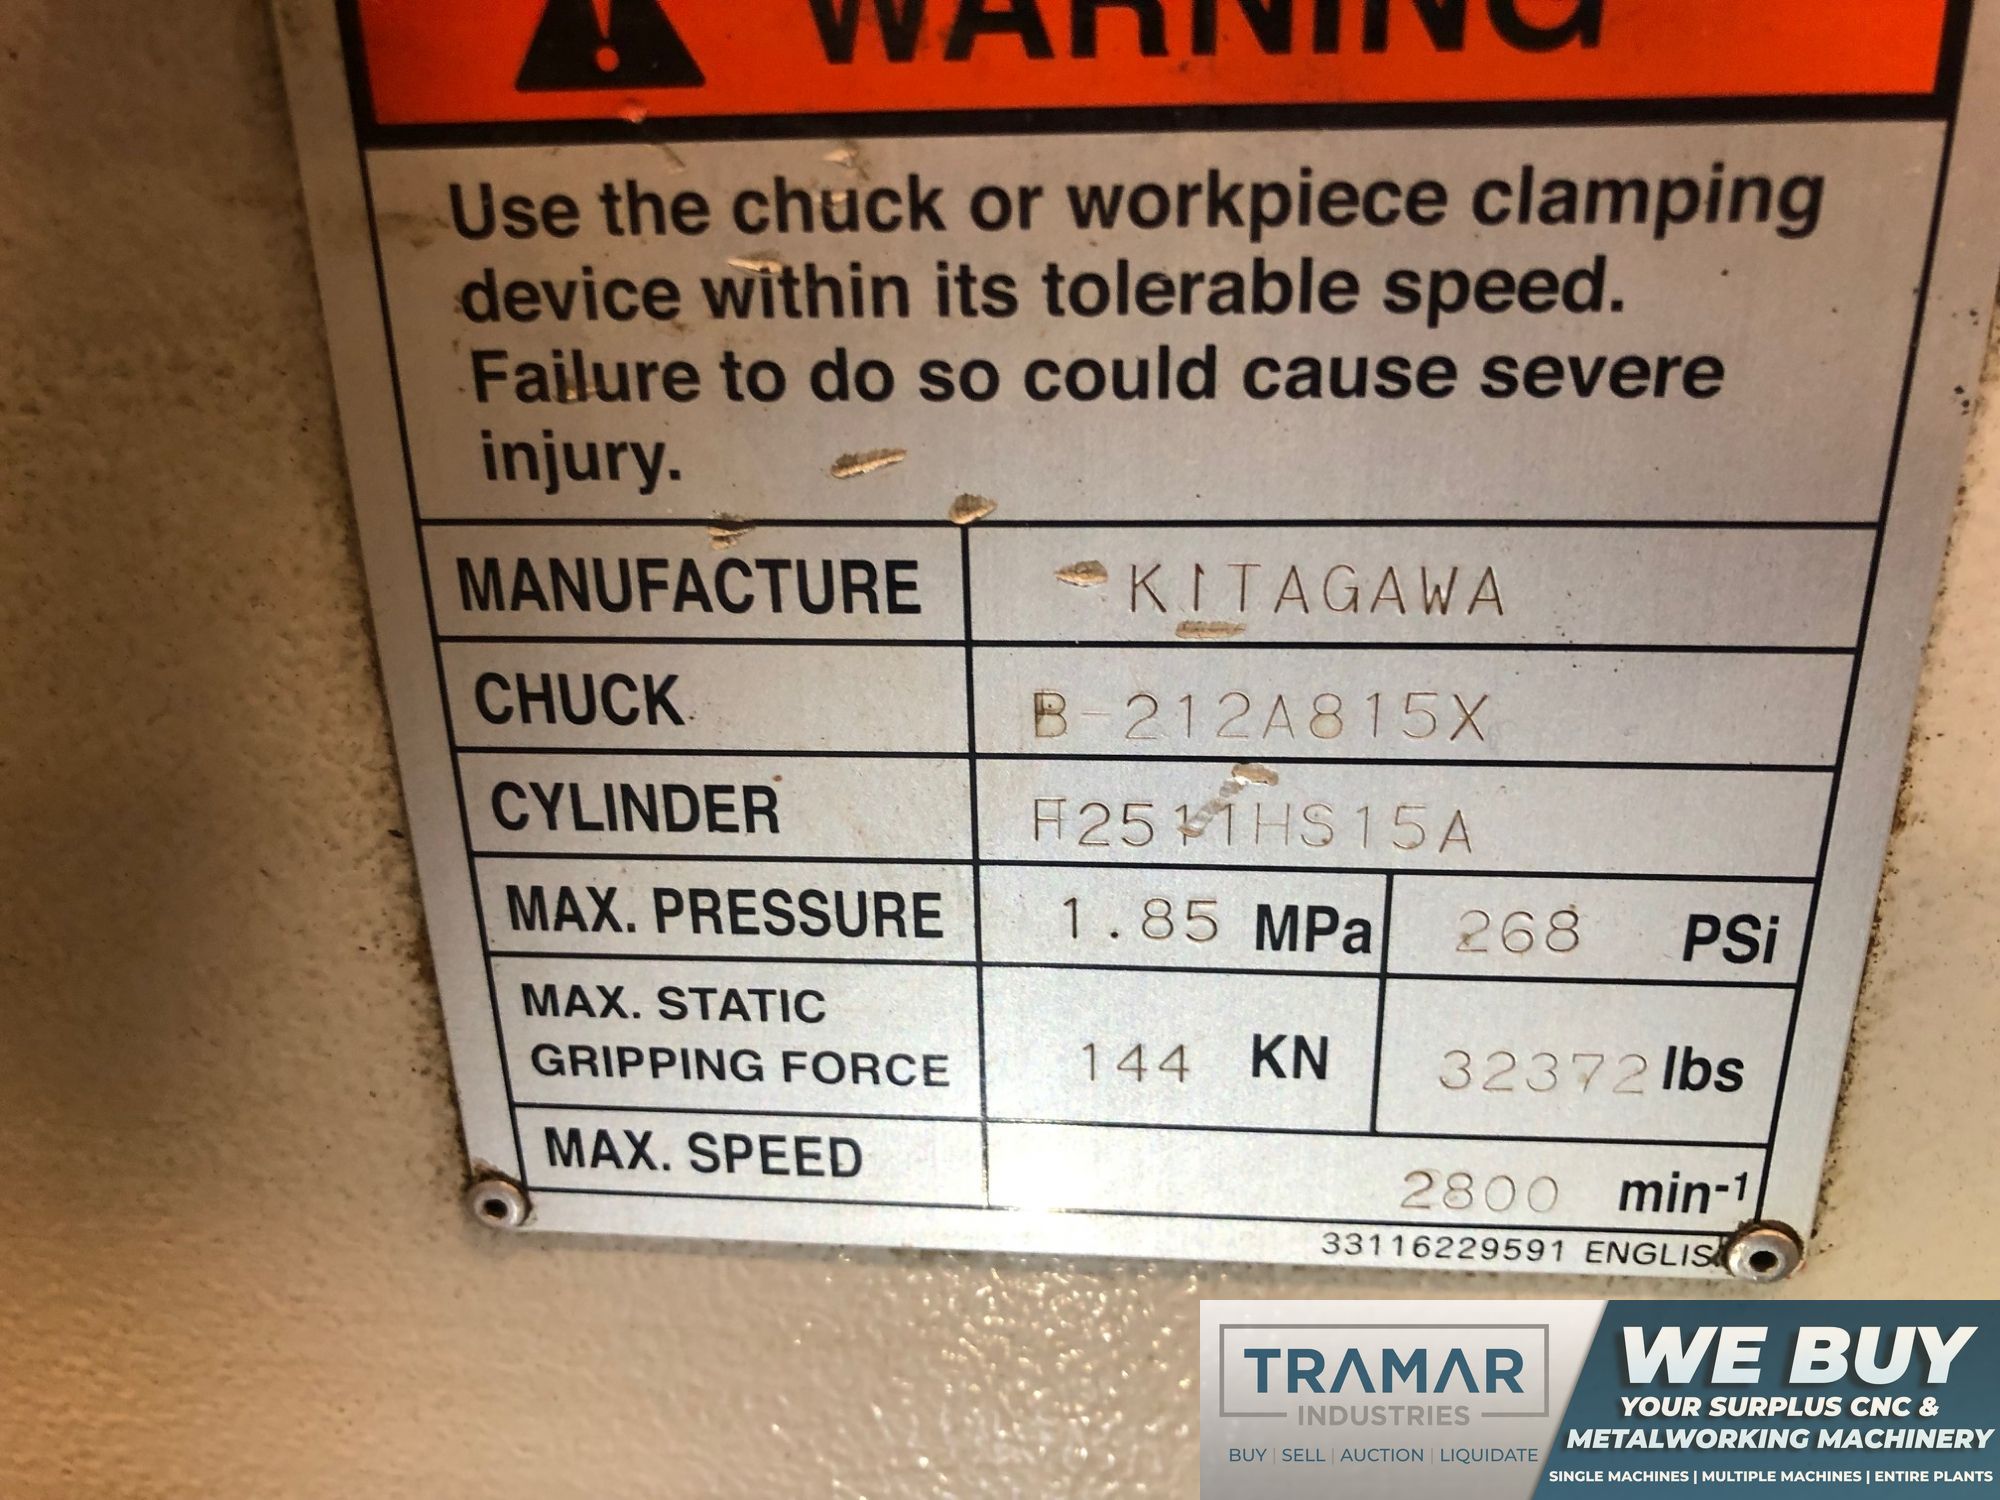 WARNING
Use the chuck or workpiece clamping
device within its tolerable speed.
Failure to do so could cause severe
injury.
MANUFACTURE KITAGAWA
CHUCK B-212A815X
CYLINDER F2511HS15A
MAX. PRESSURE 1.85 MPa 268 PSi
MAX. STATIC
GRIPPING FORCE 144 KN 32372 lbs
MAX. SPEED 2800 min-1
33116229591 ENGLIS
TRAMAR
INDUSTRIES
BUY | SELL | AUCTION | LIQUIDATE
WE BUY
YOUR SURPLUS CNC &
METALWORKING MACHINERY
SINGLE MACHINES | MULTIPLE MACHINES | ENTIRE PLANTS